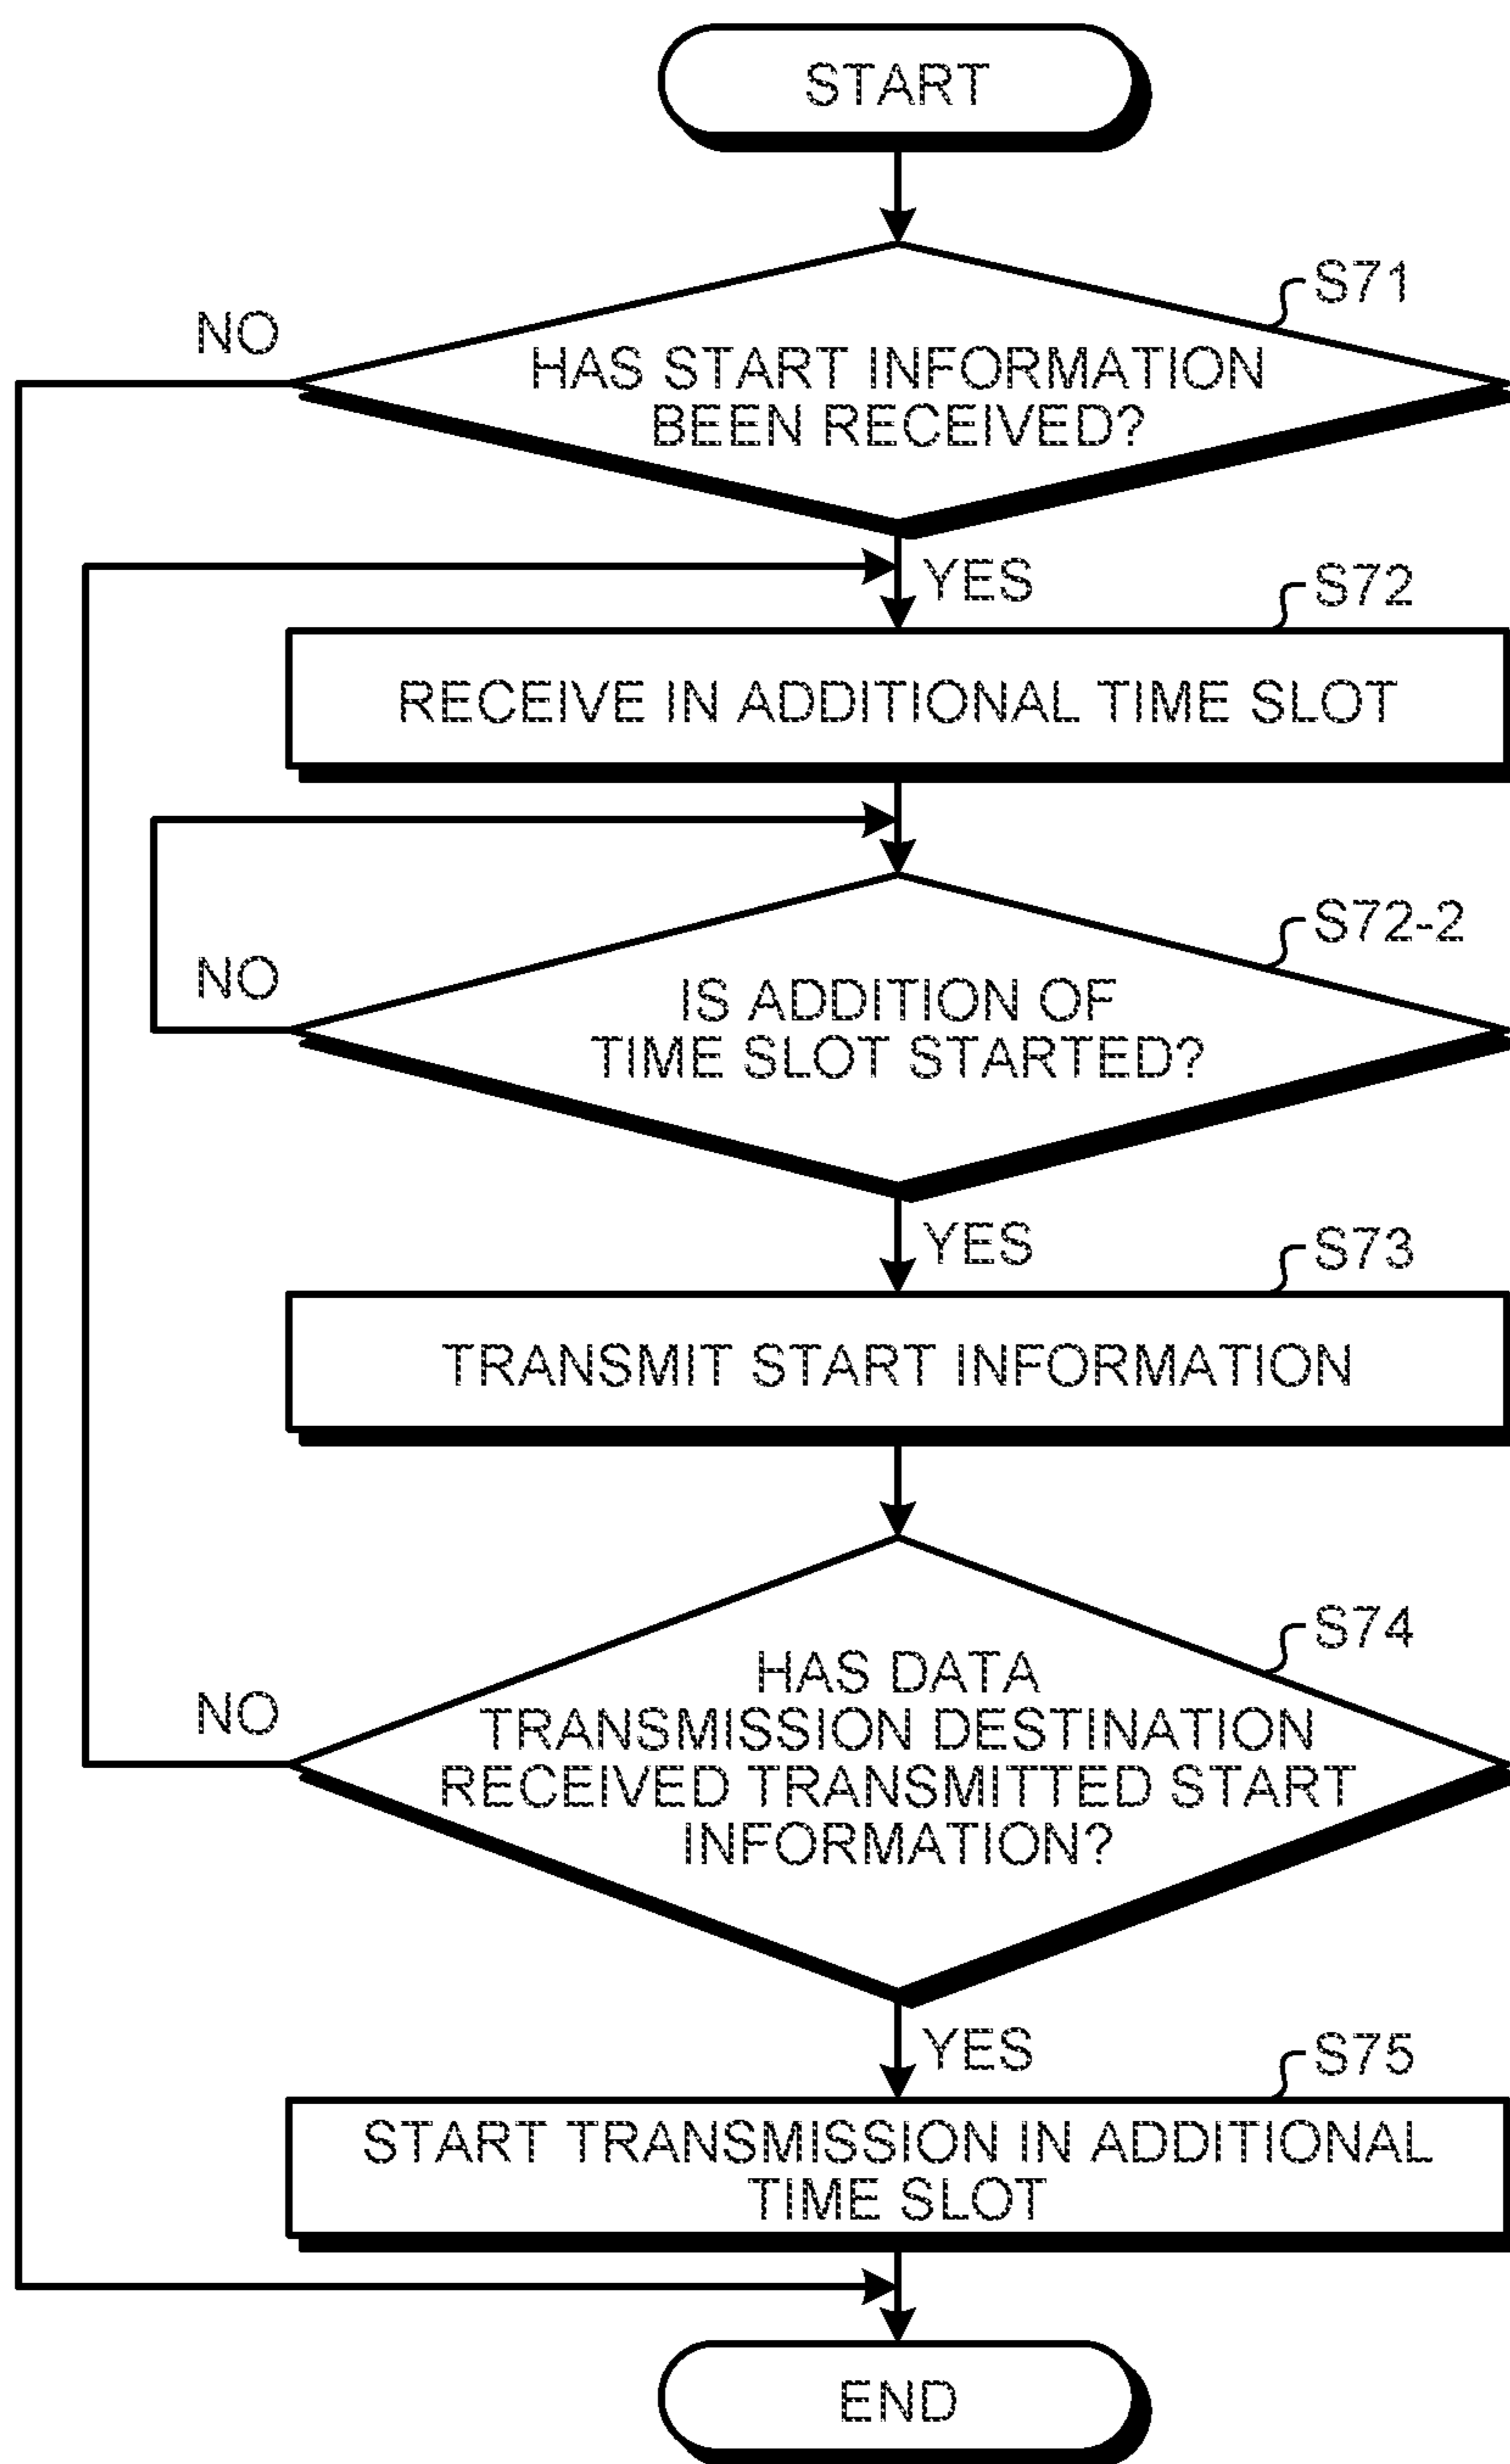 START
S71
NO
HAS START INFORMATION
BEEN RECEIVED?
YES
S72
RECEIVE IN ADDITIONAL TIME SLOT
S72-2
NO
IS ADDITION OF
TIME SLOT STARTED?
YES
S73
TRANSMIT START INFORMATION
S74
HAS DATA
NO
TRANSMISSION DESTINATION
RECEIVED TRANSMITTED START
INFORMATION?
YES
S75
START TRANSMISSION IN ADDITIONAL
TIME SLOT
END